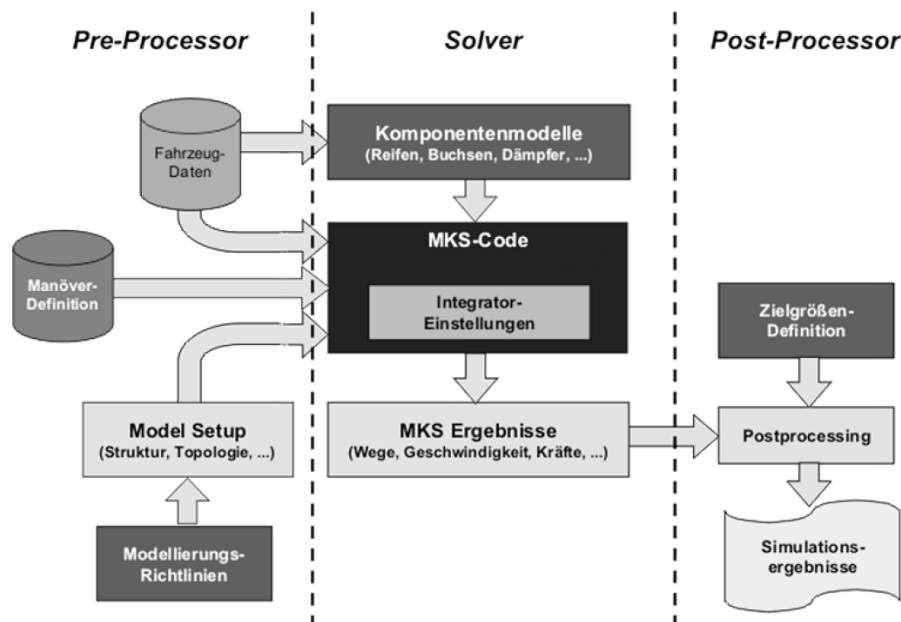 Pre-Processor
Solver
Post-Processor
Fahrzeug-
Daten
Komponentenmodelle
(Reifen, Buchsen, Dämpfer, ...)
MKS-Code
Manöver-
Definition
Integrator-
Einstellungen
Zielgrößen-
Definition
Model Setup
(Struktur, Topologie, ...)
MKS Ergebnisse
(Wege, Geschwindigkeit, Kräfte, ...)
Postprocessing
Modellierungs-
Richtlinien
Simulations-
ergebnisse